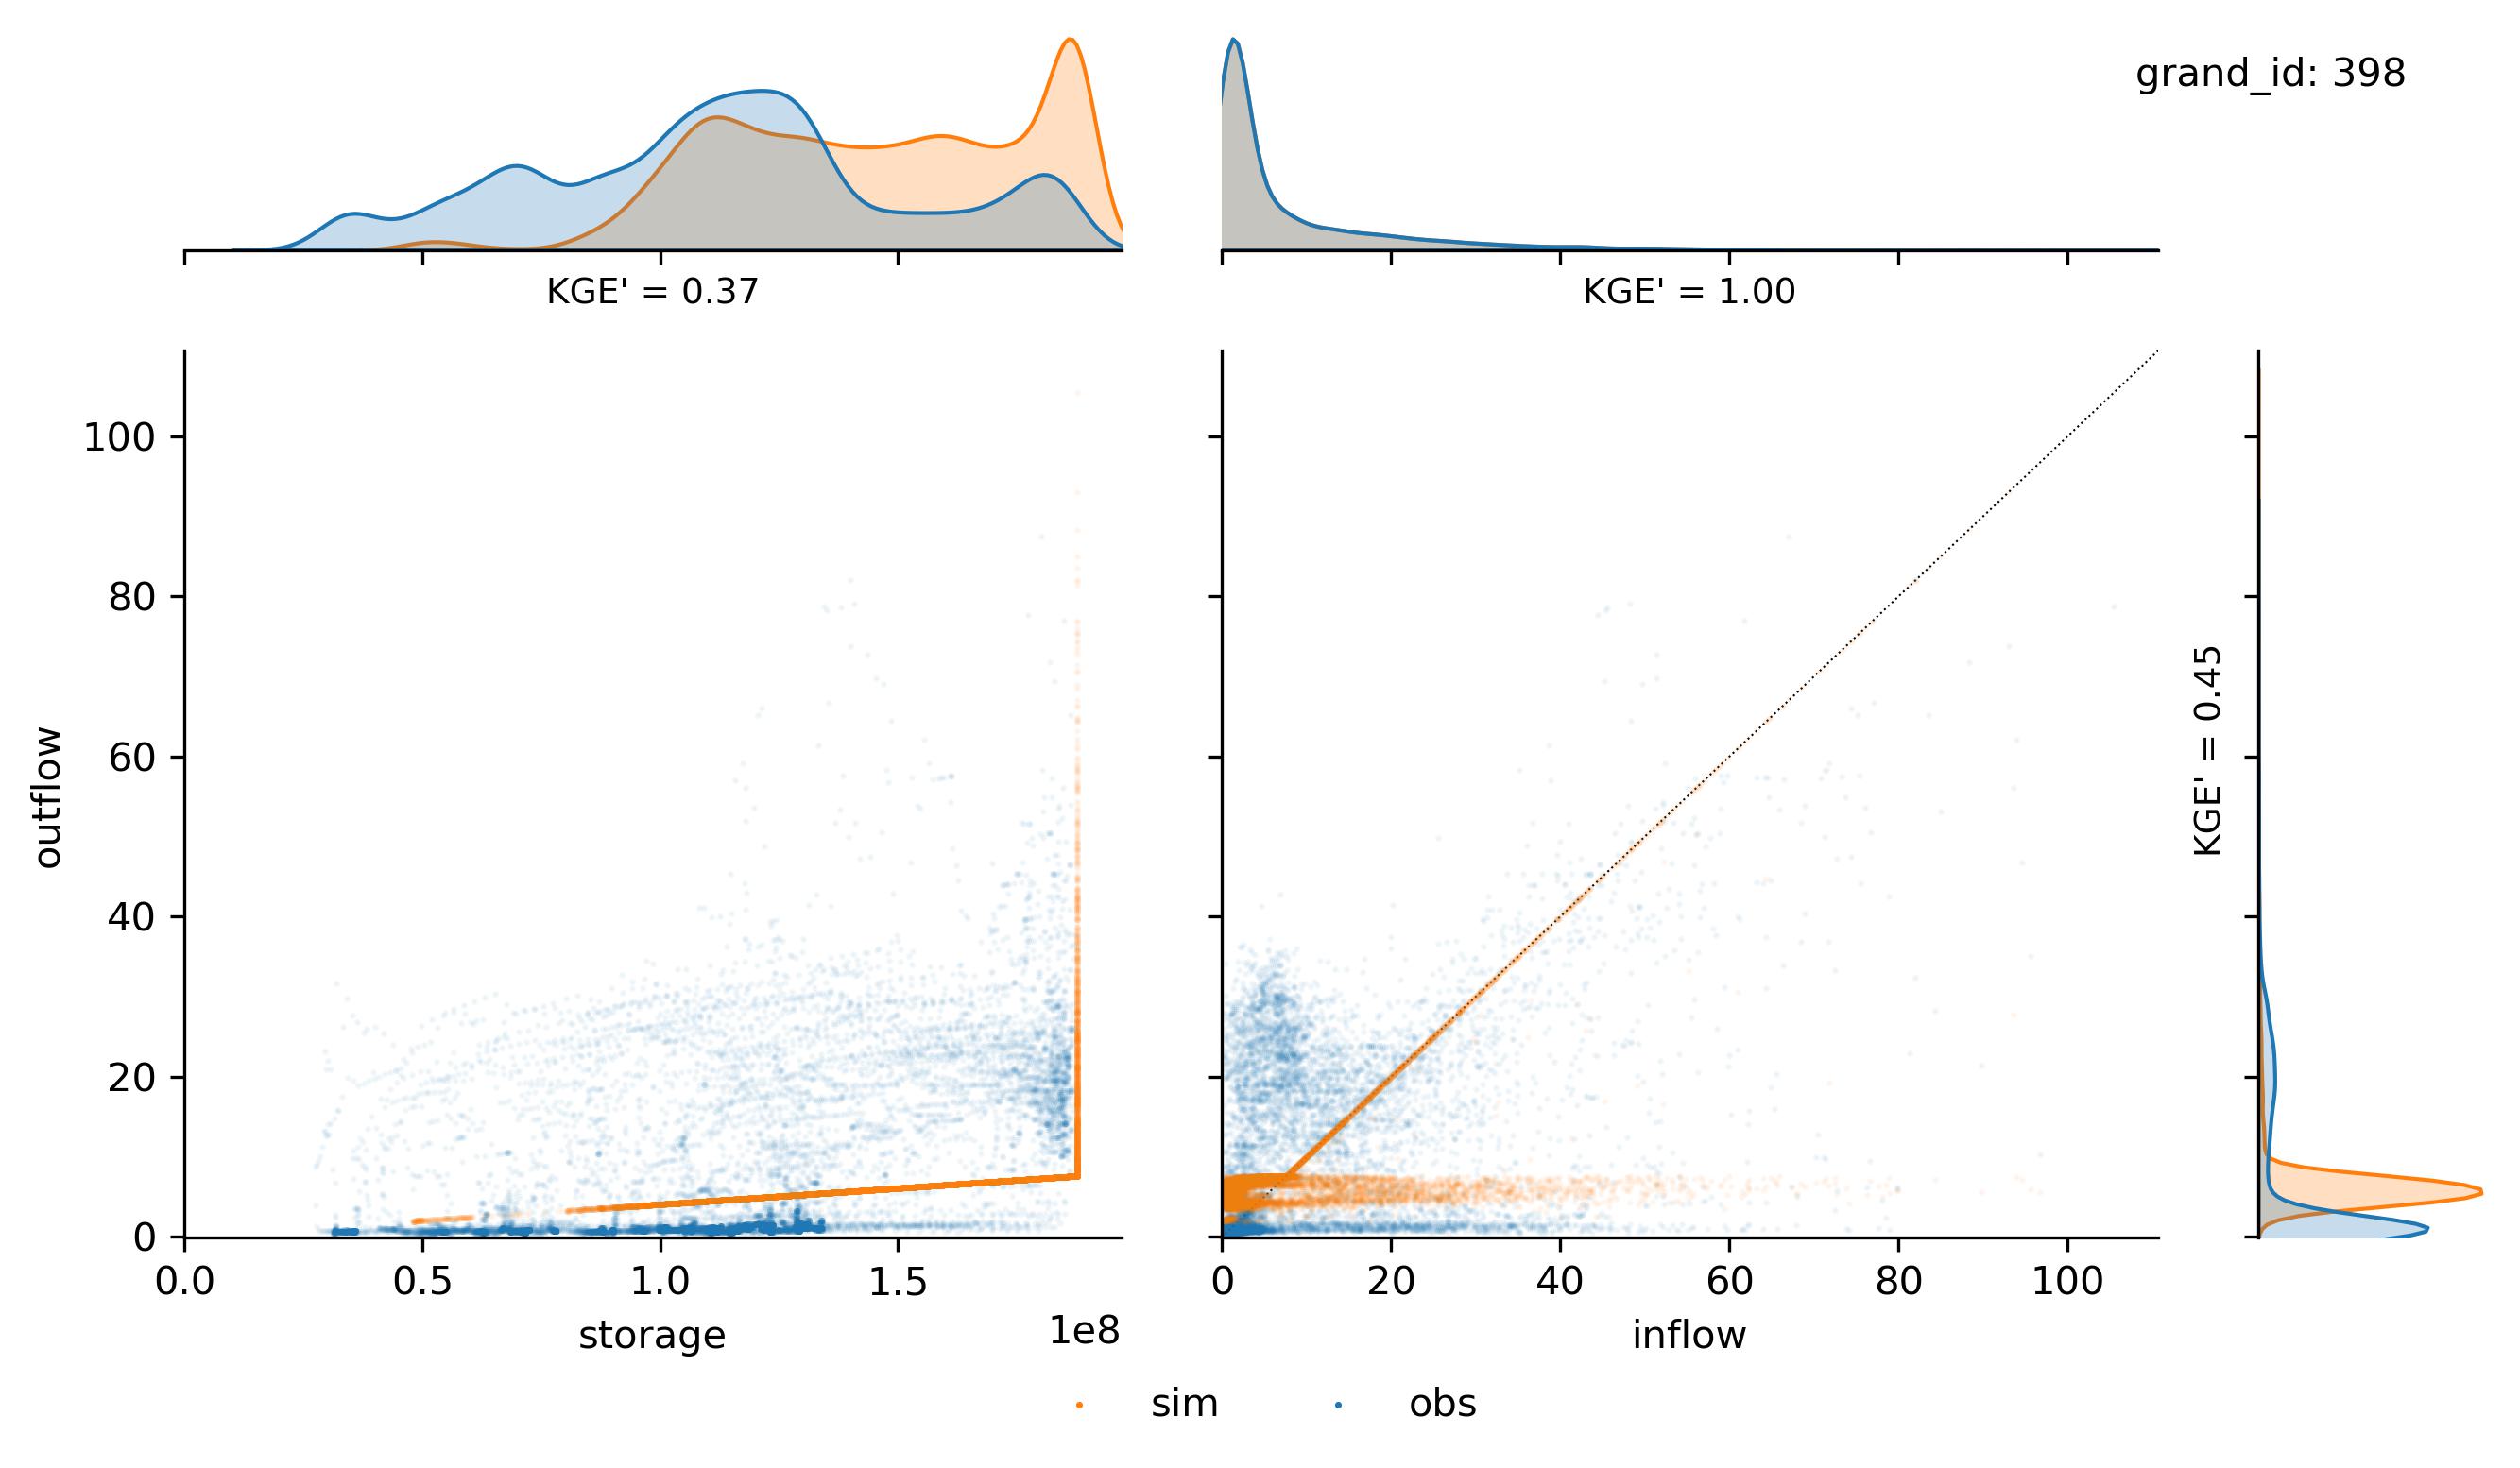 grand_id: 398
KGE' = 0.37
KGE' = 1.00
outflow
100
80
60
40
20
0
0.0 0.5 1.0 1.5
1e8
storage
0 20 40 60 80 100
inflow
KGE' = 0.45
sim obs